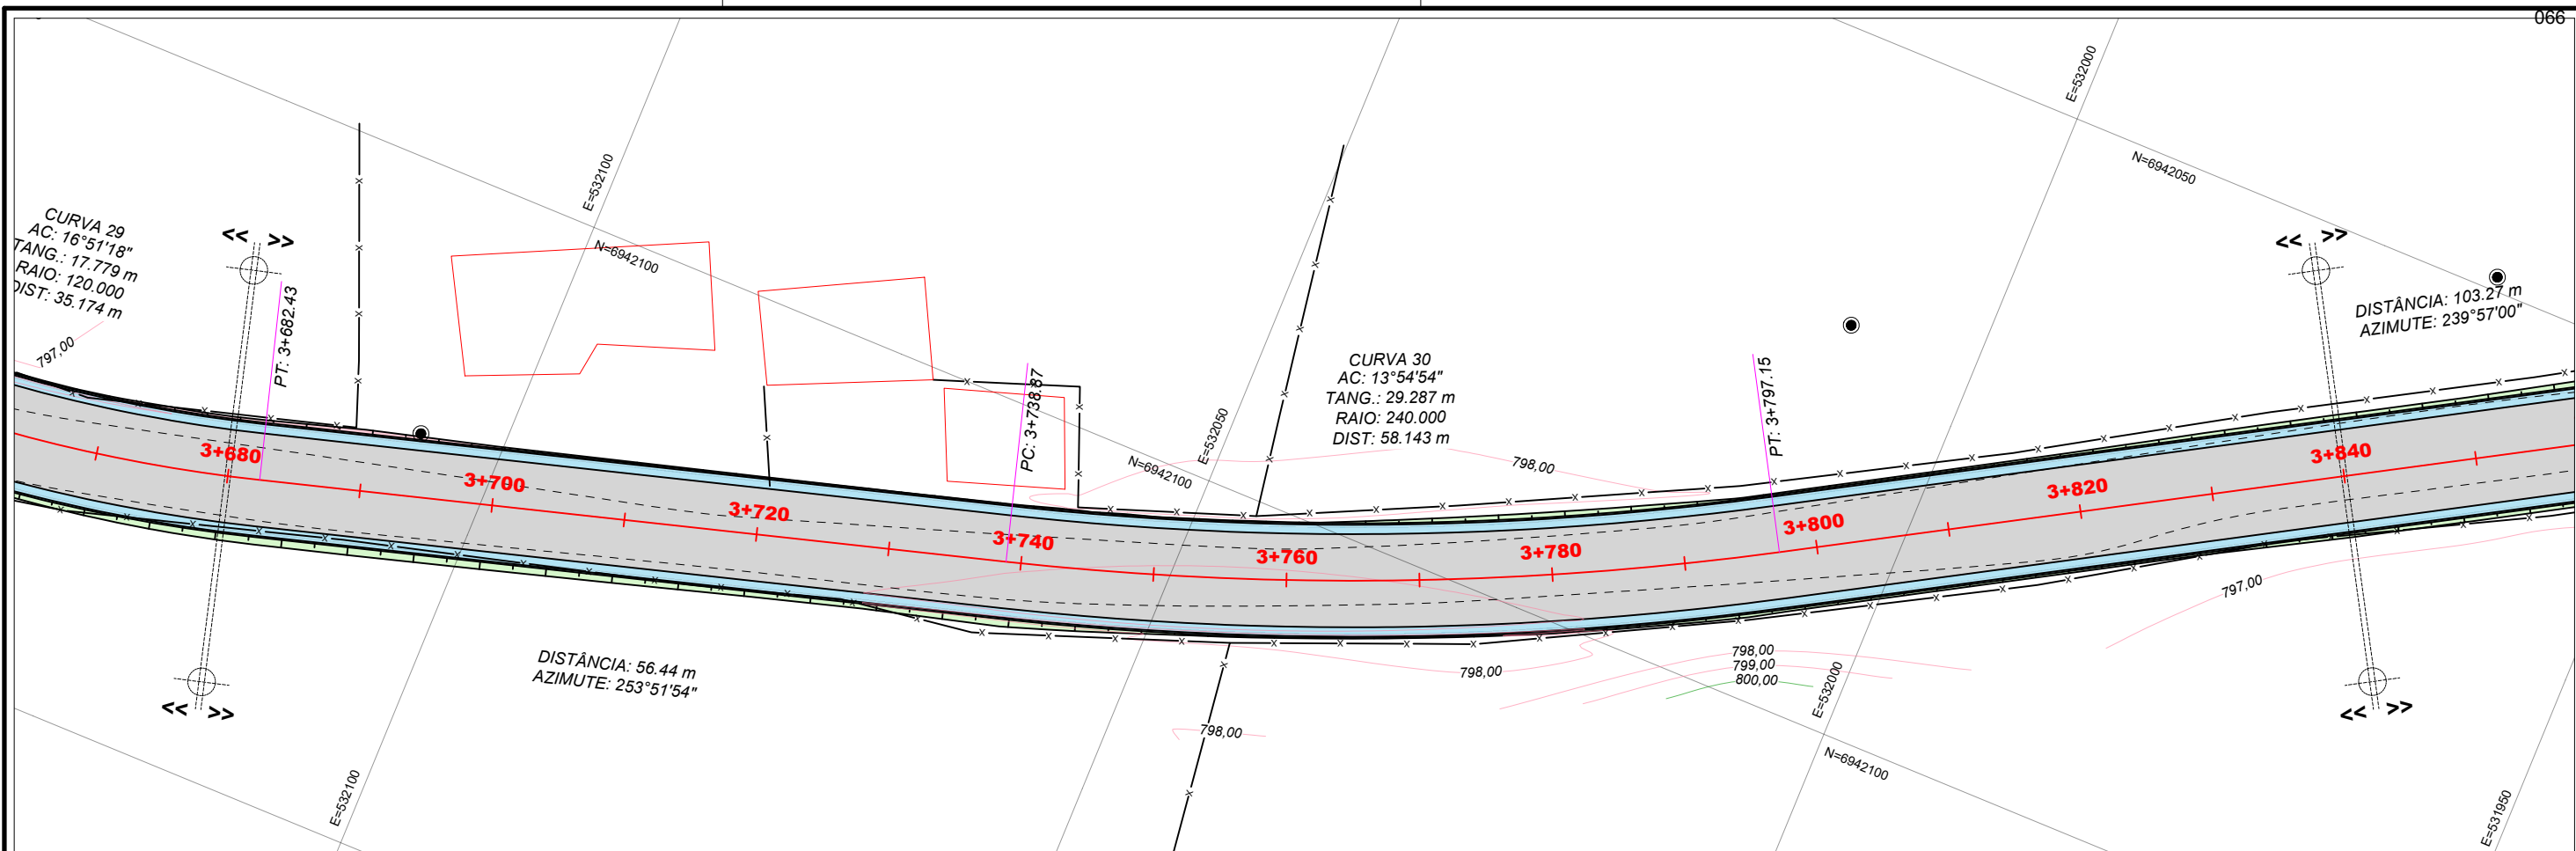 066
CURVA 29
AC: 16°51'18"
TANG.: 17.779 m
RAIO: 120.000
DIST: 35.174 m
797,00
<< >>
PT: 3+682.43
E=532100
N=6942100
E=532000
N=6942050
<< >>
DISTÂNCIA: 103.27 m
AZIMUTE: 239°57'00"
PC: 3+738.87
E=532050
N=6942100
CURVA 30
AC: 13°54'54"
TANG.: 29.287 m
RAIO: 240.000
DIST: 58.143 m
798,00
PT: 3+797.15
3+680
3+700
3+720
3+740
3+760
3+780
3+800
3+820
3+840
797,00
DISTÂNCIA: 56.44 m
AZIMUTE: 253°51'54"
798,00
798,00
799,00
800,00
E=532000
<< >>
<< >>
798,00
N=6942100
E=532100
E=531950